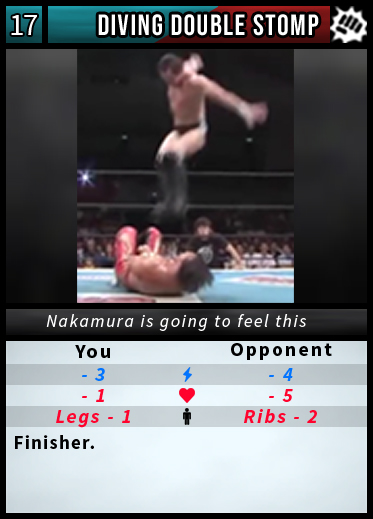 17 DIVING DOUBLE STOMP
Nakamura is going to feel this
You Opponent
- 3 - 4
- 1 - 5
Legs - 1 Ribs - 2
Finisher.